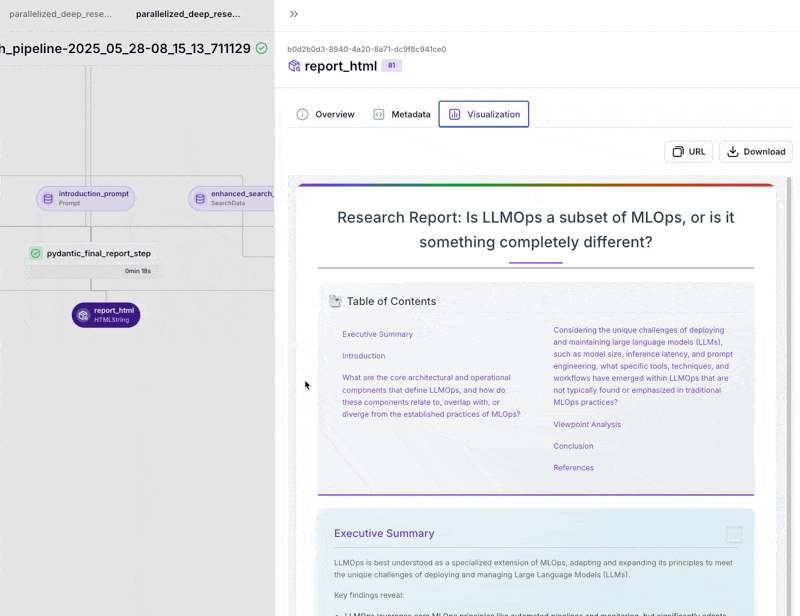 parallelized_deep_rese...
parallelized_deep_rese...
h_pipeline-2025_05_28-08_15_13_711129
introduction_prompt
Prompt
enhanced_search_
SearchData
pydantic_final_report_step
0min 18s
report_html
HTMLString
b0d2b0d3-8940-4a20-8a71-dc9f8c941ce0
report_html 81
Overview Metadata Visualization
URL Download
Research Report: Is LLMOps a subset of MLOps, or is it
something completely different?
Table of Contents
Executive Summary
Introduction
What are the core architectural and operational
components that define LLMOps, and how do
these components relate to, overlap with, or
diverge from the established practices of MLOps?
Considering the unique challenges of deploying
and maintaining large language models (LLMs),
such as model size, inference latency, and prompt
engineering, what specific tools, techniques, and
workflows have emerged within LLMOps that are
not typically found or emphasized in traditional
MLOps practices?
Viewpoint Analysis
Conclusion
References
Executive Summary
LLMOps is best understood as a specialized extension of MLOps, adapting and expanding its principles to meet
the unique challenges of deploying and managing Large Language Models (LLMs).
Key findings reveal: